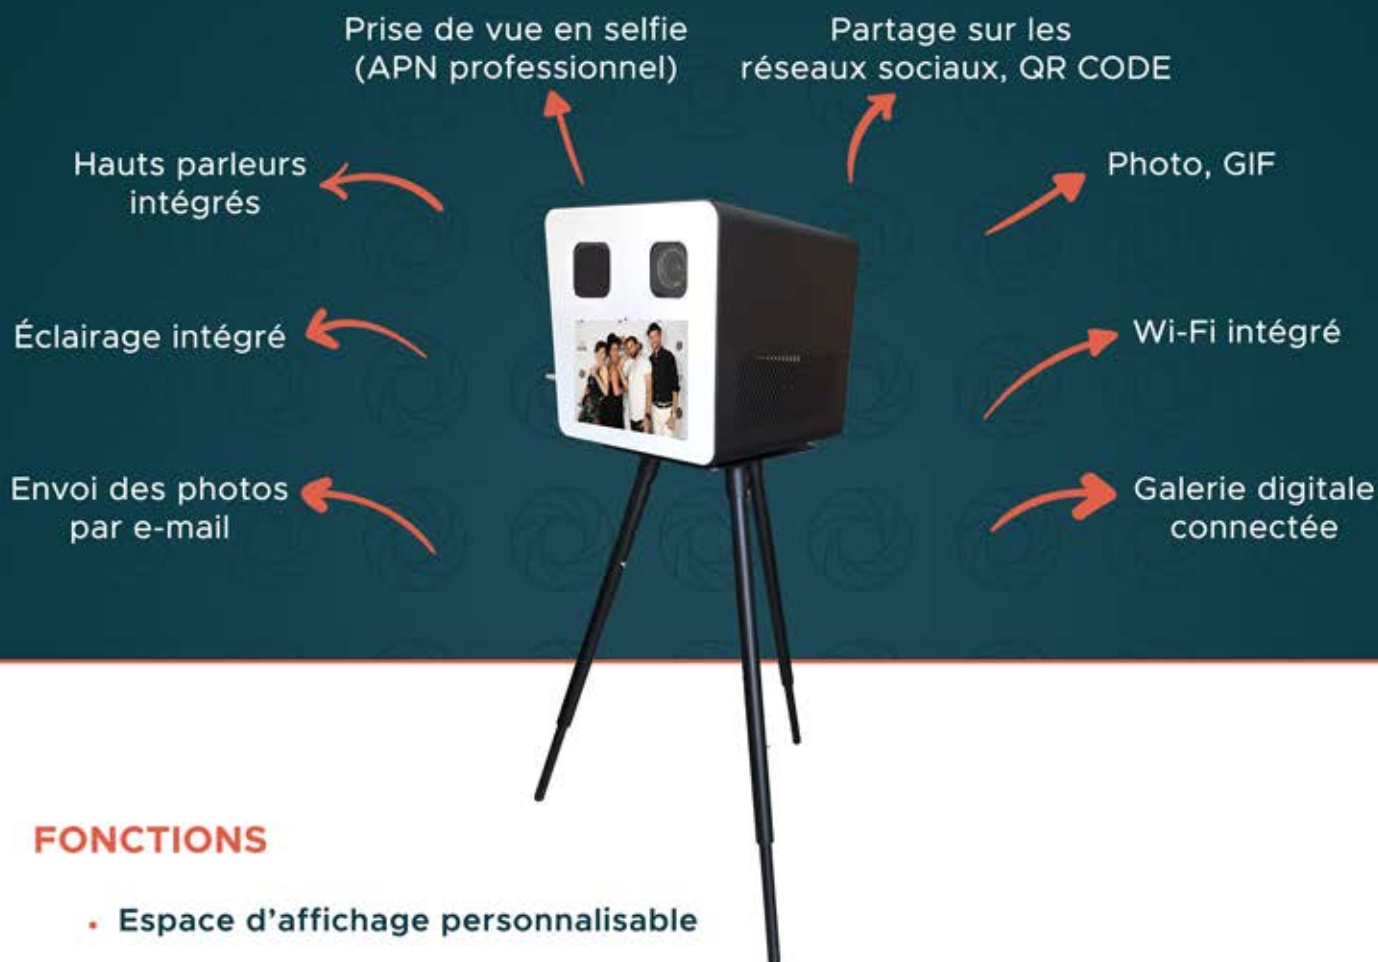 Prise de vue en selfie
(APN professionnel)
Partage sur les
réseaux sociaux, QR CODE
Hauts parleurs
intégrés
Photo, GIF
Éclairage intégré
Wi-Fi intégré
Envoi des photos
par e-mail
Galerie digitale
connectée
FONCTIONS
• Espace d'affichage personnalisable